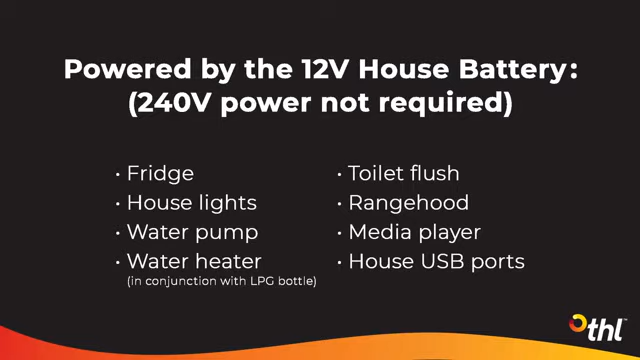 Powered by the 12V House Battery:
(240V power not required)
· Fridge
· House lights
· Water pump
· Water heater
(in conjunction with LPG bottle)
· Toilet flush
· Rangehood
· Media player
· House USB ports
thl™